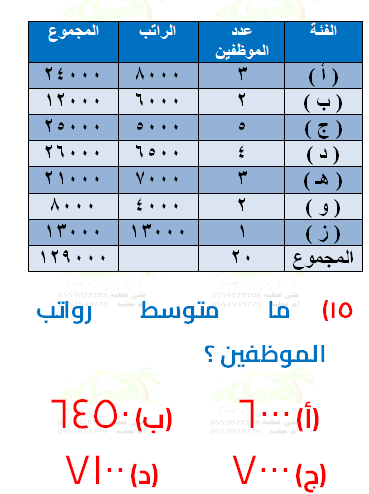 الفئة عدد الموظفين الراتب المجموع
( أ ) ٣ ٨٠٠٠ ٢٤٠٠٠
( ب ) ٢ ٦٠٠٠ ١٢٠٠٠
( ج ) ٥ ٥٠٠٠ ٢٥٠٠٠
( د ) ٤ ٦٥٠٠ ٢٦٠٠٠
( هـ ) ٣ ٧٠٠٠ ٢١٠٠٠
( و ) ٢ ٤٠٠٠ ٨٠٠٠
( ز ) ١ ١٣٠٠٠ ١٣٠٠٠
المجموع ٢٠ ١٢٩٠٠٠
١٥) ما متوسط رواتب
الموظفين ؟
(أ) ٦٠٠٠ (ب) ٦٤٥٠
(ج) ٧٠٠٠ (د) ٧١٠٠